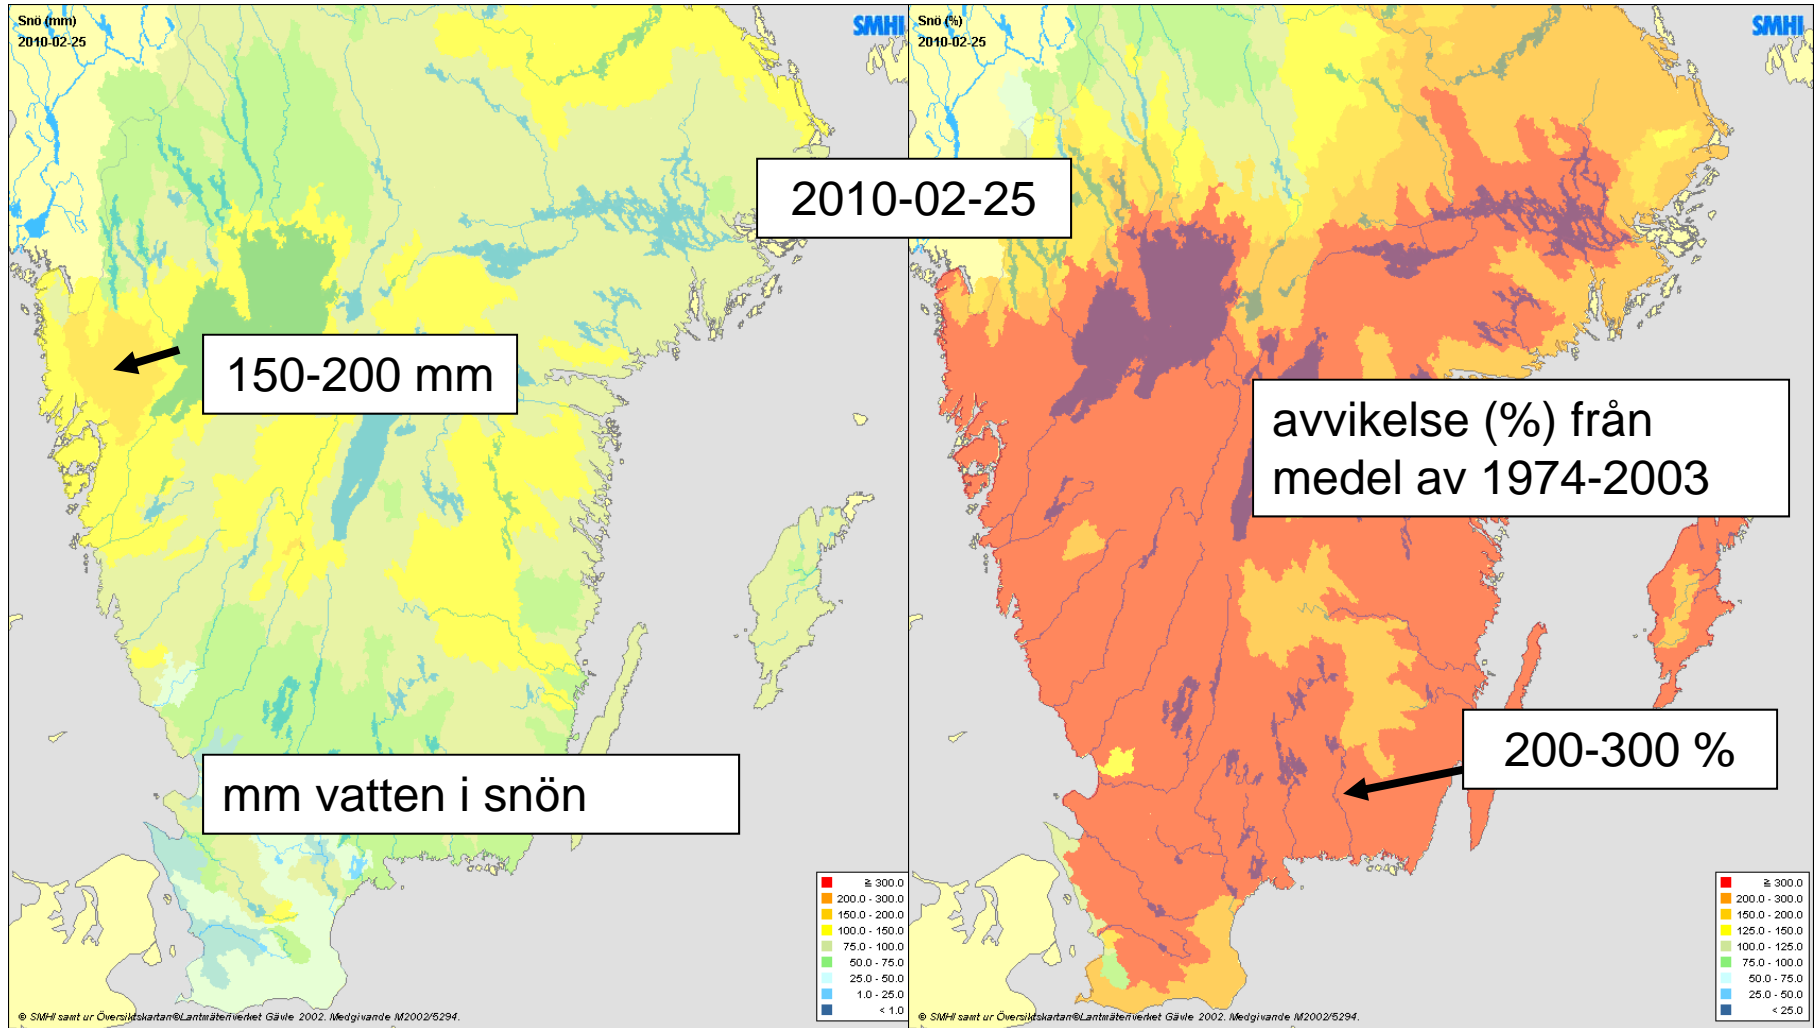 Snö (mm)
2010-02-25
SMHI
Snö (%)
2010-02-25
SMHI
2010-02-25
150-200 mm
avvikelse (%) från
medel av 1974-2003
200-300 %
mm vatten i snön
≧ 300.0
200.0 - 300.0
150.0 - 200.0
100.0 - 150.0
75.0 - 100.0
50.0 - 75.0
25.0 - 50.0
1.0 - 25.0
< 1.0
≧ 300.0
200.0 - 300.0
150.0 - 200.0
125.0 - 150.0
100.0 - 125.0
75.0 - 100.0
50.0 - 75.0
25.0 - 50.0
< 25.0
© SMHI samt ur Översiktskartan©Lantmäteriverket Gävle 2002. Medgivande M2002/5294.
© SMHI samt ur Översiktskartan©Lantmäteriverket Gävle 2002. Medgivande M2002/5294.